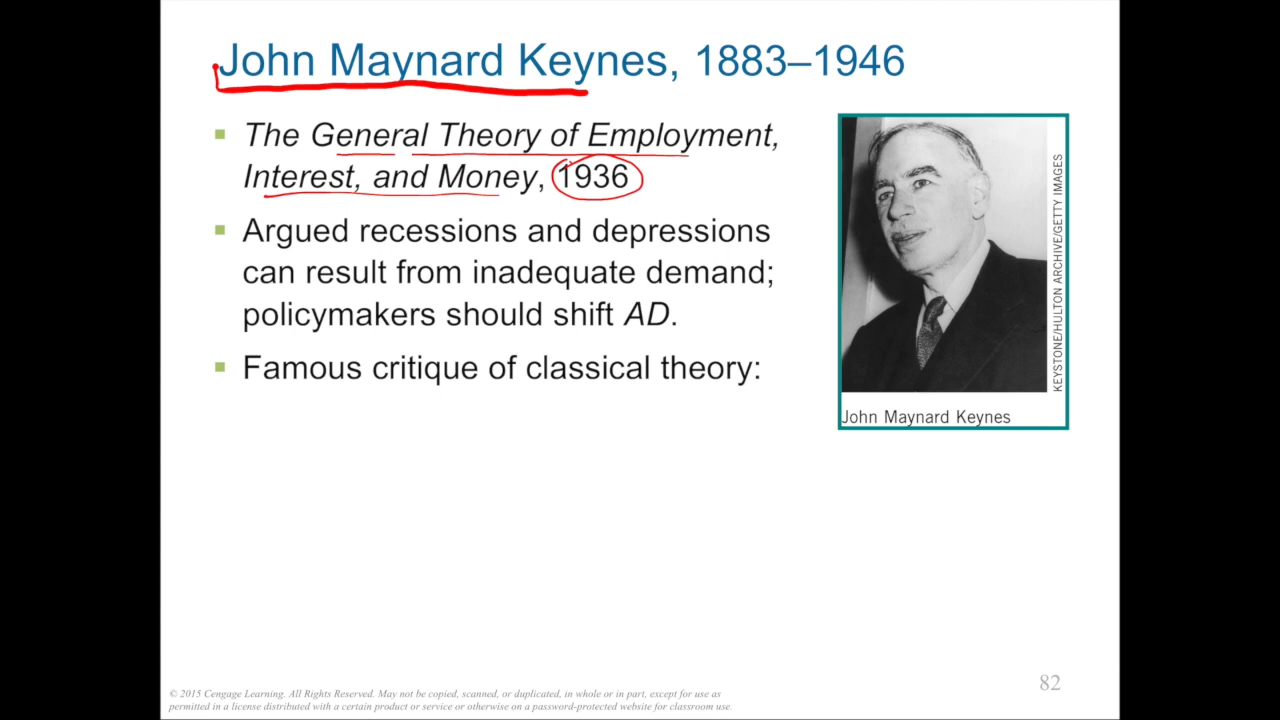 John Maynard Keynes, 1883–1946
▪ The General Theory of Employment,
Interest, and Money, 1936
▪ Argued recessions and depressions
can result from inadequate demand;
policymakers should shift AD.
▪ Famous critique of classical theory:
KEYSTONE/HULTON ARCHIVE/GETTY IMAGES
John Maynard Keynes
© 2015 Cengage Learning. All Rights Reserved. May not be copied, scanned, or duplicated, in whole or in part, except for use as
permitted in a license distributed with a certain product or service or otherwise on a password-protected website for classroom use.
82